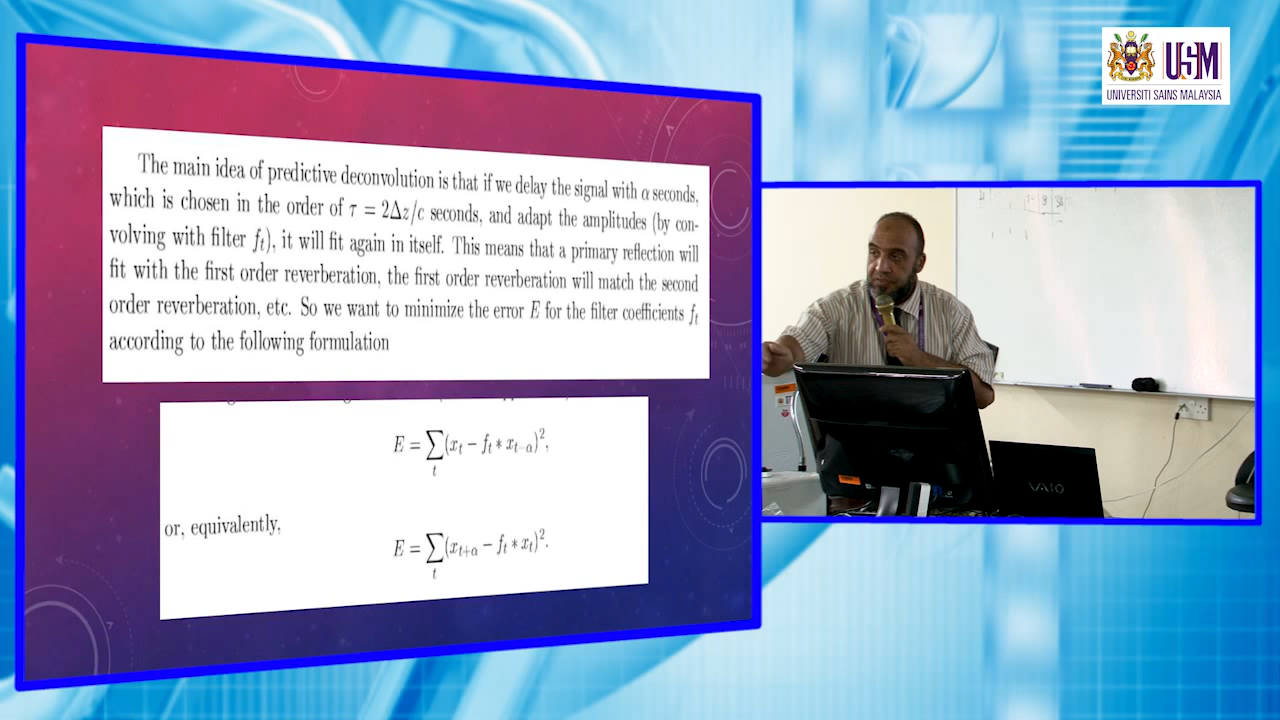 USM
UNIVERSITI SAINS MALAYSIA
The main idea of predictive deconvolution is that if we delay the signal with α seconds,
which is chosen in the order of τ = 2Δz/c seconds, and adapt the amplitudes (by con-
volving with filter f_t), it will fit again in itself. This means that a primary reflection will
fit with the first order reverberation, the first order reverberation will match the second
order reverberation, etc. So we want to minimize the error E for the filter coefficients f_t
according to the following formulation
E = ∑_t (x_t − f_t * x_{t−α})²,
or, equivalently,
E = ∑_t (x_{t+α} − f_t * x_t)².
VAIO